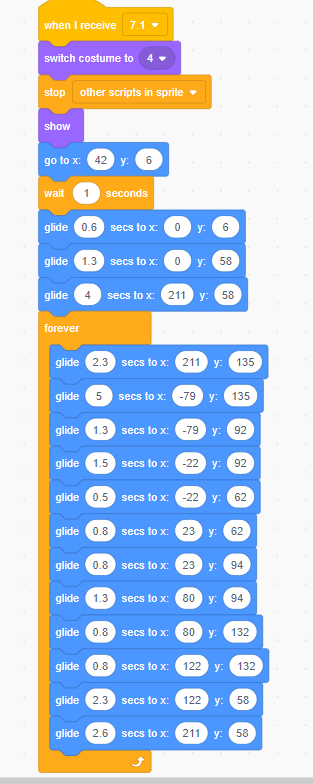 when I receive 7.1
switch costume to 4
stop other scripts in sprite
show
go to x: 42 y: 6
wait 1 seconds
glide 0.6 secs to x: 0 y: 6
glide 1.3 secs to x: 0 y: 58
glide 4 secs to x: 211 y: 58
forever
glide 2.3 secs to x: 211 y: 135
glide 5 secs to x: -79 y: 135
glide 1.3 secs to x: -79 y: 92
glide 1.5 secs to x: -22 y: 92
glide 0.5 secs to x: -22 y: 62
glide 0.8 secs to x: 23 y: 62
glide 0.8 secs to x: 23 y: 94
glide 1.3 secs to x: 80 y: 94
glide 0.8 secs to x: 80 y: 132
glide 0.8 secs to x: 122 y: 132
glide 2.3 secs to x: 122 y: 58
glide 2.6 secs to x: 211 y: 58